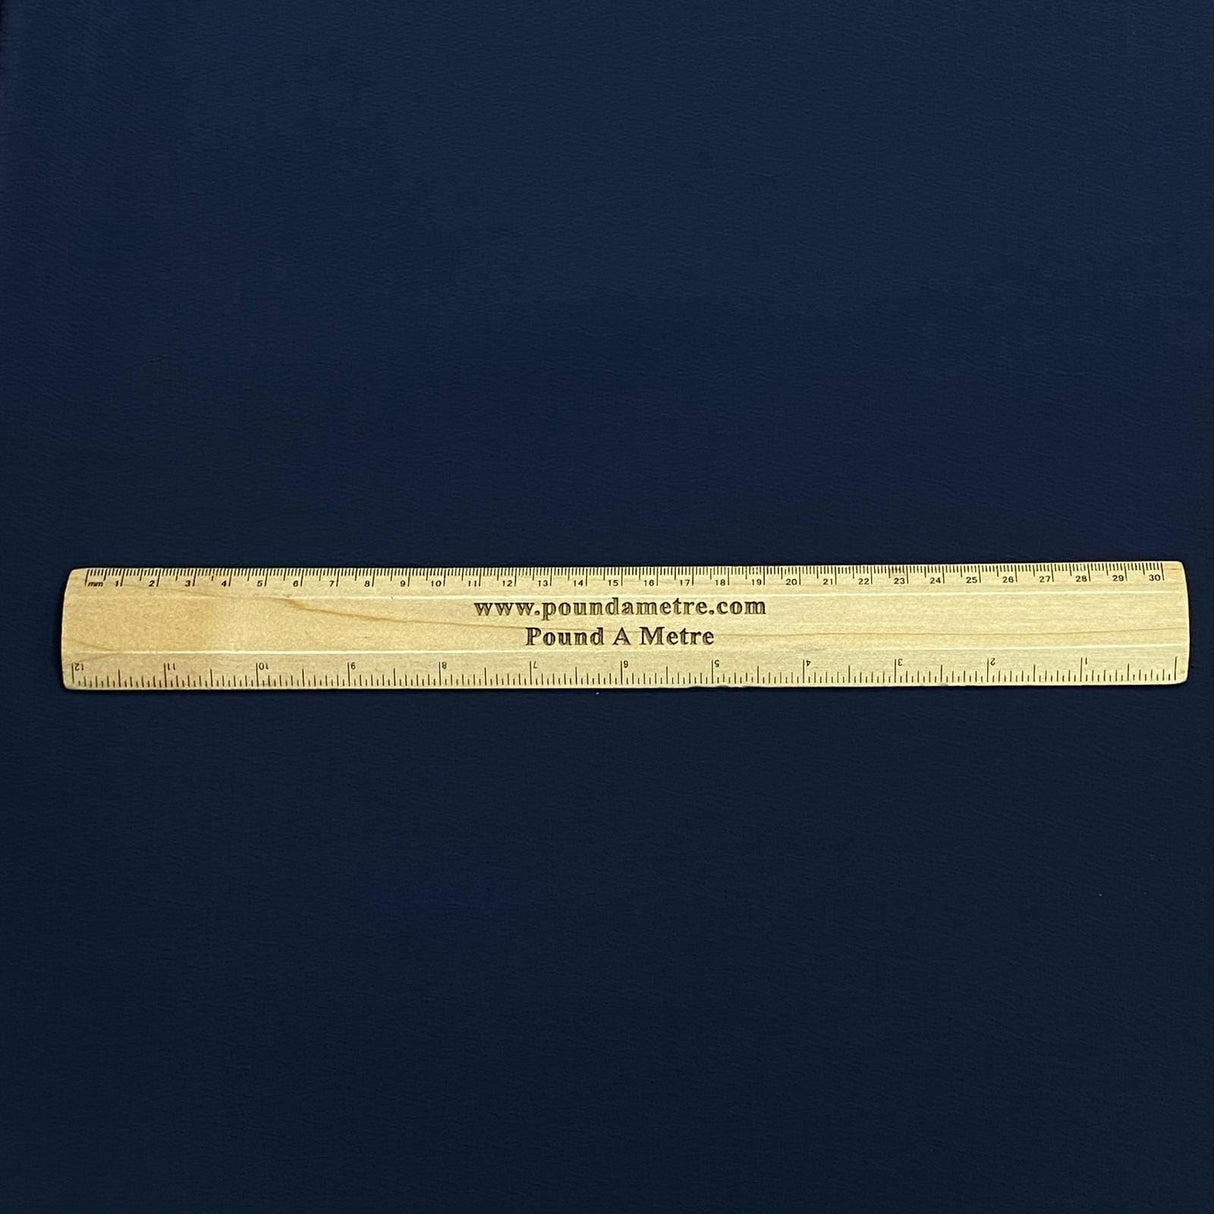 mm 1 2 3 4 5 6 7 8 9 10 11 12 13 14 15 16 17 18 19 20 21 22 23 24 25 26 27 28 29 30
www.poundametre.com
Pound A Metre
12 11 10 9 8 7 6 5 4 3 2 1